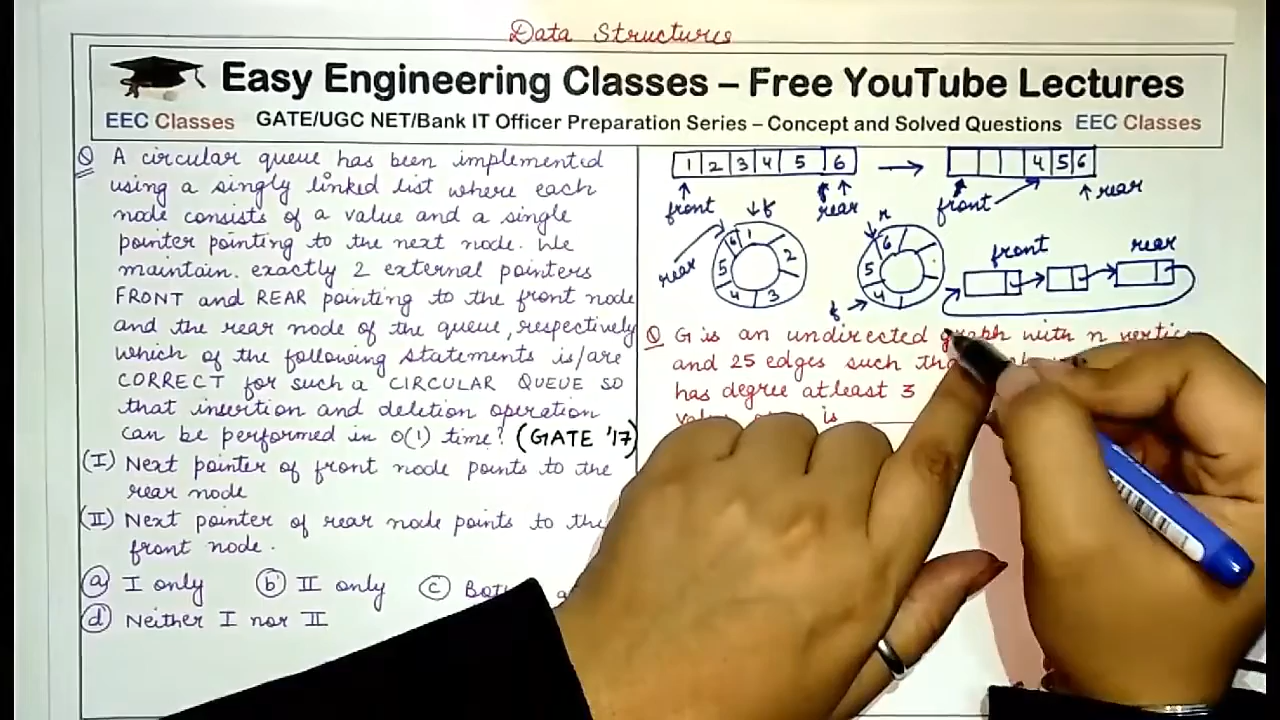 Data Structures
Easy Engineering Classes – Free YouTube Lectures
EEC Classes GATE/UGC NET/Bank IT Officer Preparation Series – Concept and Solved Questions EEC Classes
Q A circular queue has been implemented
using a singly linked list where each
node consists of a value and a single
pointer pointing to the next node. We
maintain exactly 2 external pointers
FRONT and REAR pointing to the front node
and the rear node of the queue, respectively
which of the following statements is/are
CORRECT for such a CIRCULAR QUEUE SO
that insertion and deletion operation
can be performed in O(1) time? (GATE '17)
(I) Next pointer of front node points to the
rear node
(II) Next pointer of rear node points to the
front node.
(a) I only (b) II only (c) Both
(d) Neither I nor II
1 2 3 4 5 6 → 4 5 6
front rear front rear
f
1 2 3 4 5 6
rear
r
6 5 4
f
front rear
Q G is an undirected graph with n
and 25 edges such
has degree atleast 3
is